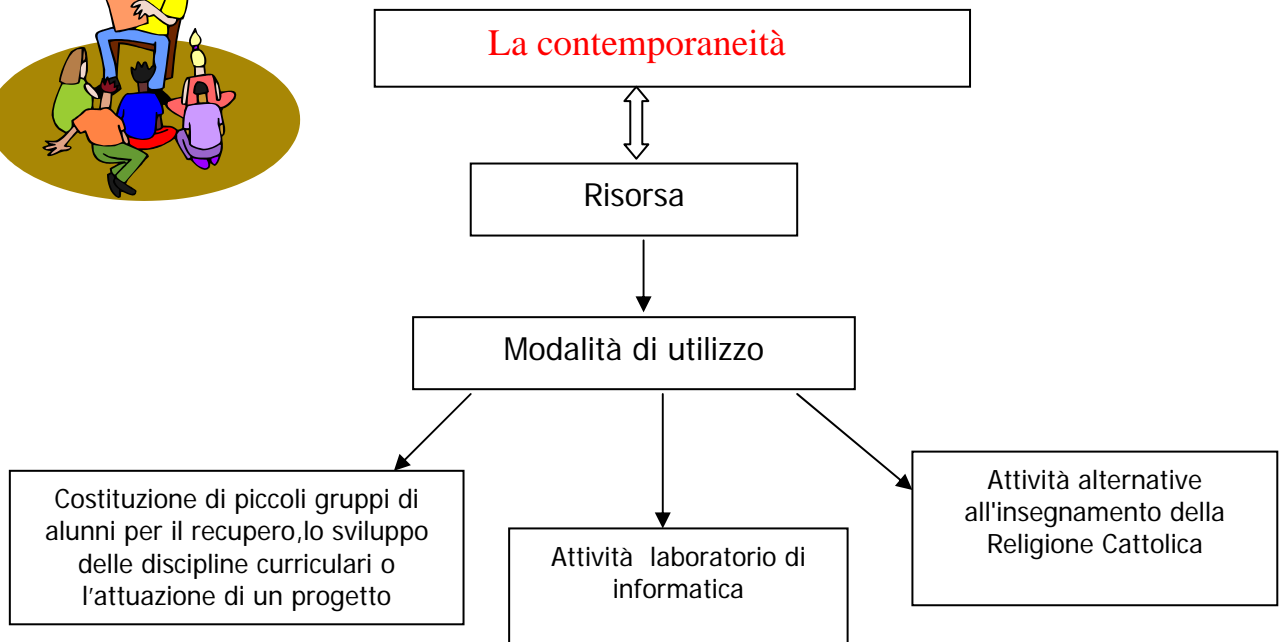 La contemporaneità
Risorsa
Modalità di utilizzo
Costituzione di piccoli gruppi di
alunni per il recupero,lo sviluppo
delle discipline curriculari o
l'attuazione di un progetto
Attività laboratorio di
informatica
Attività alternative
all'insegnamento della
Religione Cattolica